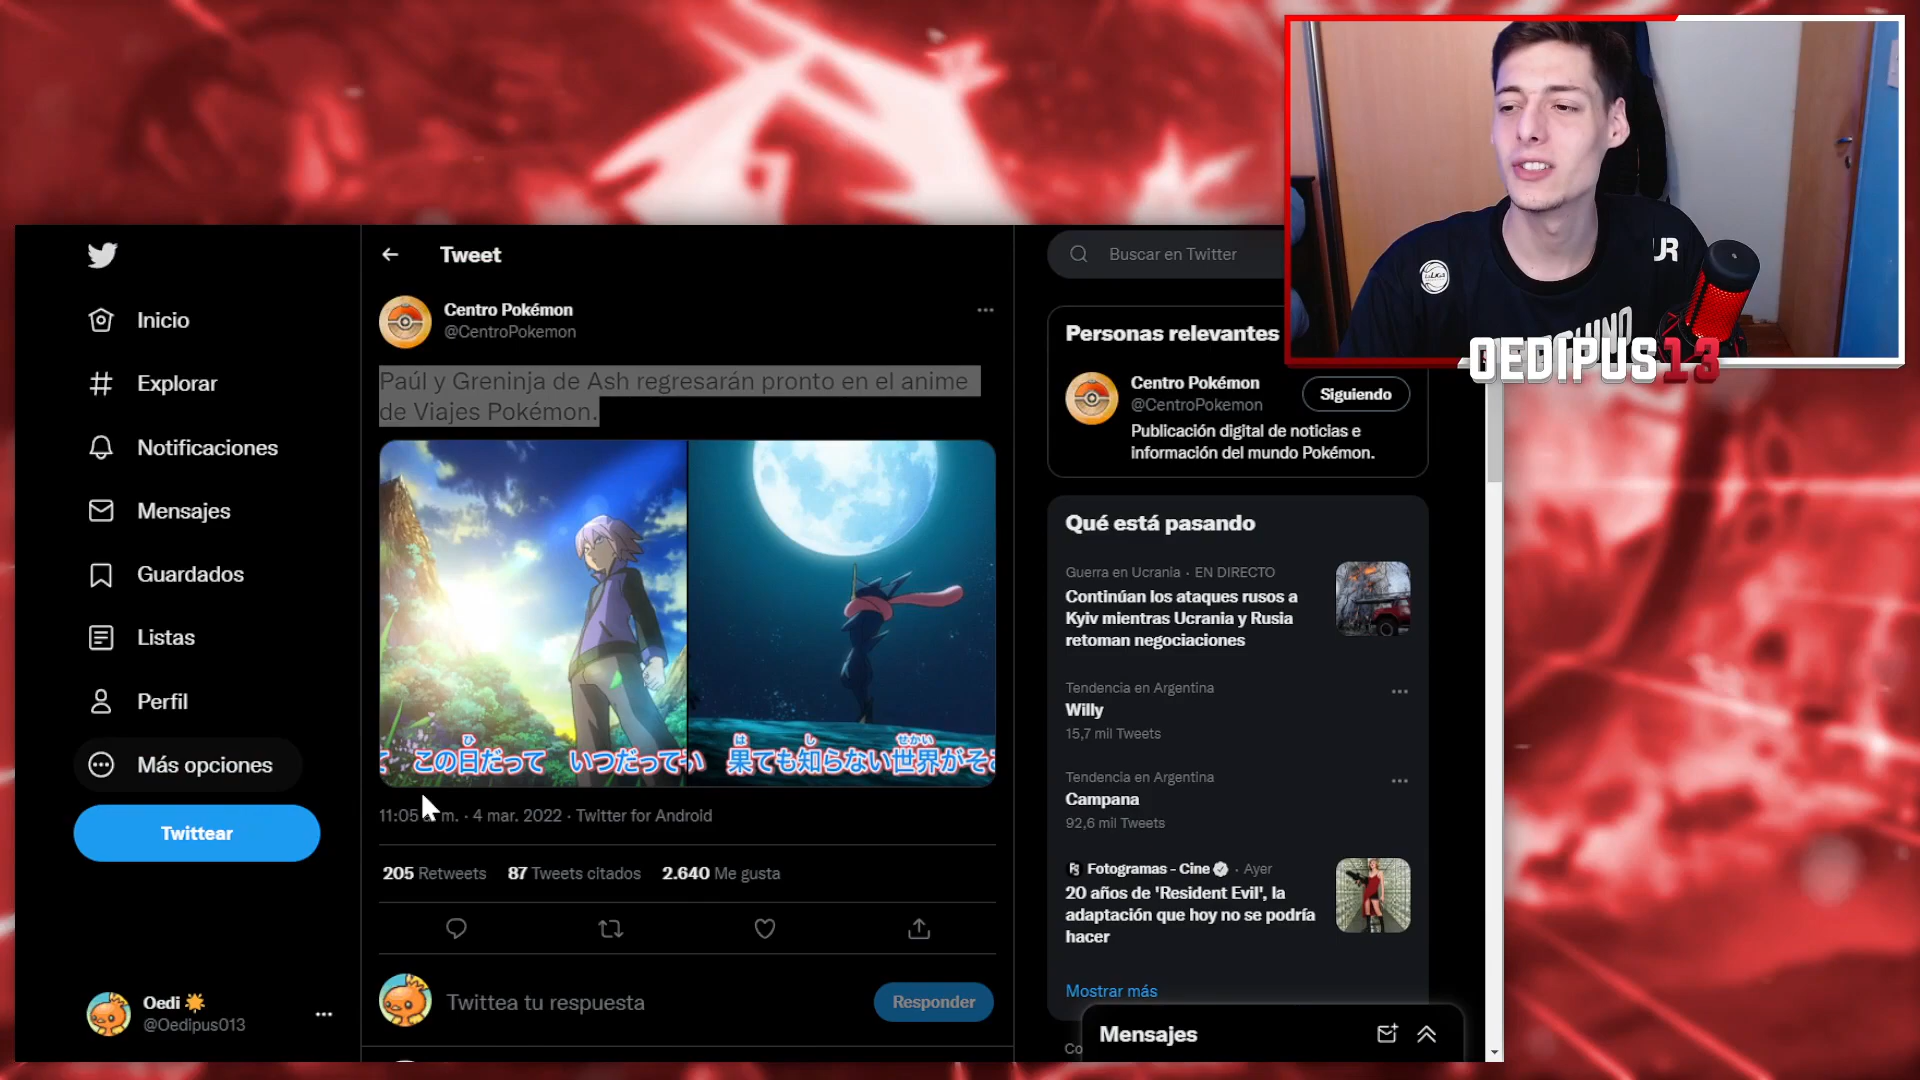 Inicio
Explorar
Notificaciones
Mensajes
Guardados
Listas
Perfil
Más opciones
Twittear
Oedi
@Oedipus013
Tweet
Centro Pokémon
@CentroPokemon
Paúl y Greninja de Ash regresarán pronto en el anime
de Viajes Pokémon.
ひ
この日だって いつだってい
は し せかい
果ても知らない世界がそ
11:05 m. · 4 mar. 2022 · Twitter for Android
205 Retweets 87 Tweets citados 2.640 Me gusta
Twittea tu respuesta
Responder
Buscar en Twitter
Personas relevantes
Centro Pokémon
@CentroPokemon
Siguiendo
Publicación digital de noticias e
información del mundo Pokémon.
Qué está pasando
Guerra en Ucrania · EN DIRECTO
Continúan los ataques rusos a
Kyiv mientras Ucrania y Rusia
retoman negociaciones
Tendencia en Argentina
Willy
15,7 mil Tweets
Tendencia en Argentina
Campana
92,6 mil Tweets
Fotogramas - Cine · Ayer
20 años de 'Resident Evil', la
adaptación que hoy no se podría
hacer
Mostrar más
Mensajes
OEDIPUS13